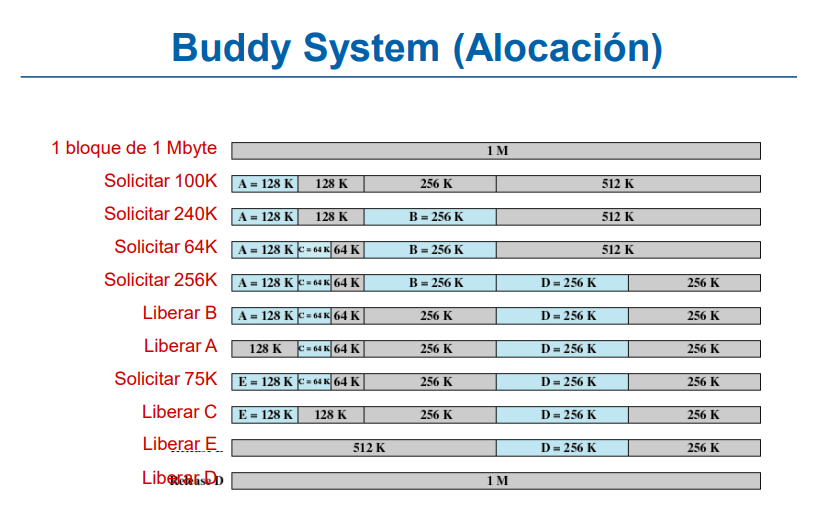 Buddy System (Alocación)
1 bloque de 1 Mbyte 1 M
Solicitar 100K A = 128 K 128 K 256 K 512 K
Solicitar 240K A = 128 K 128 K B = 256 K 512 K
Solicitar 64K A = 128 K C = 64 K 64 K B = 256 K 512 K
Solicitar 256K A = 128 K C = 64 K 64 K B = 256 K D = 256 K 256 K
Liberar B A = 128 K C = 64 K 64 K 256 K D = 256 K 256 K
Liberar A 128 K C = 64 K 64 K 256 K D = 256 K 256 K
Solicitar 75K E = 128 K C = 64 K 64 K 256 K D = 256 K 256 K
Liberar C E = 128 K 128 K 256 K D = 256 K 256 K
Liberar E 512 K D = 256 K 256 K
Liberar D Release D 1 M